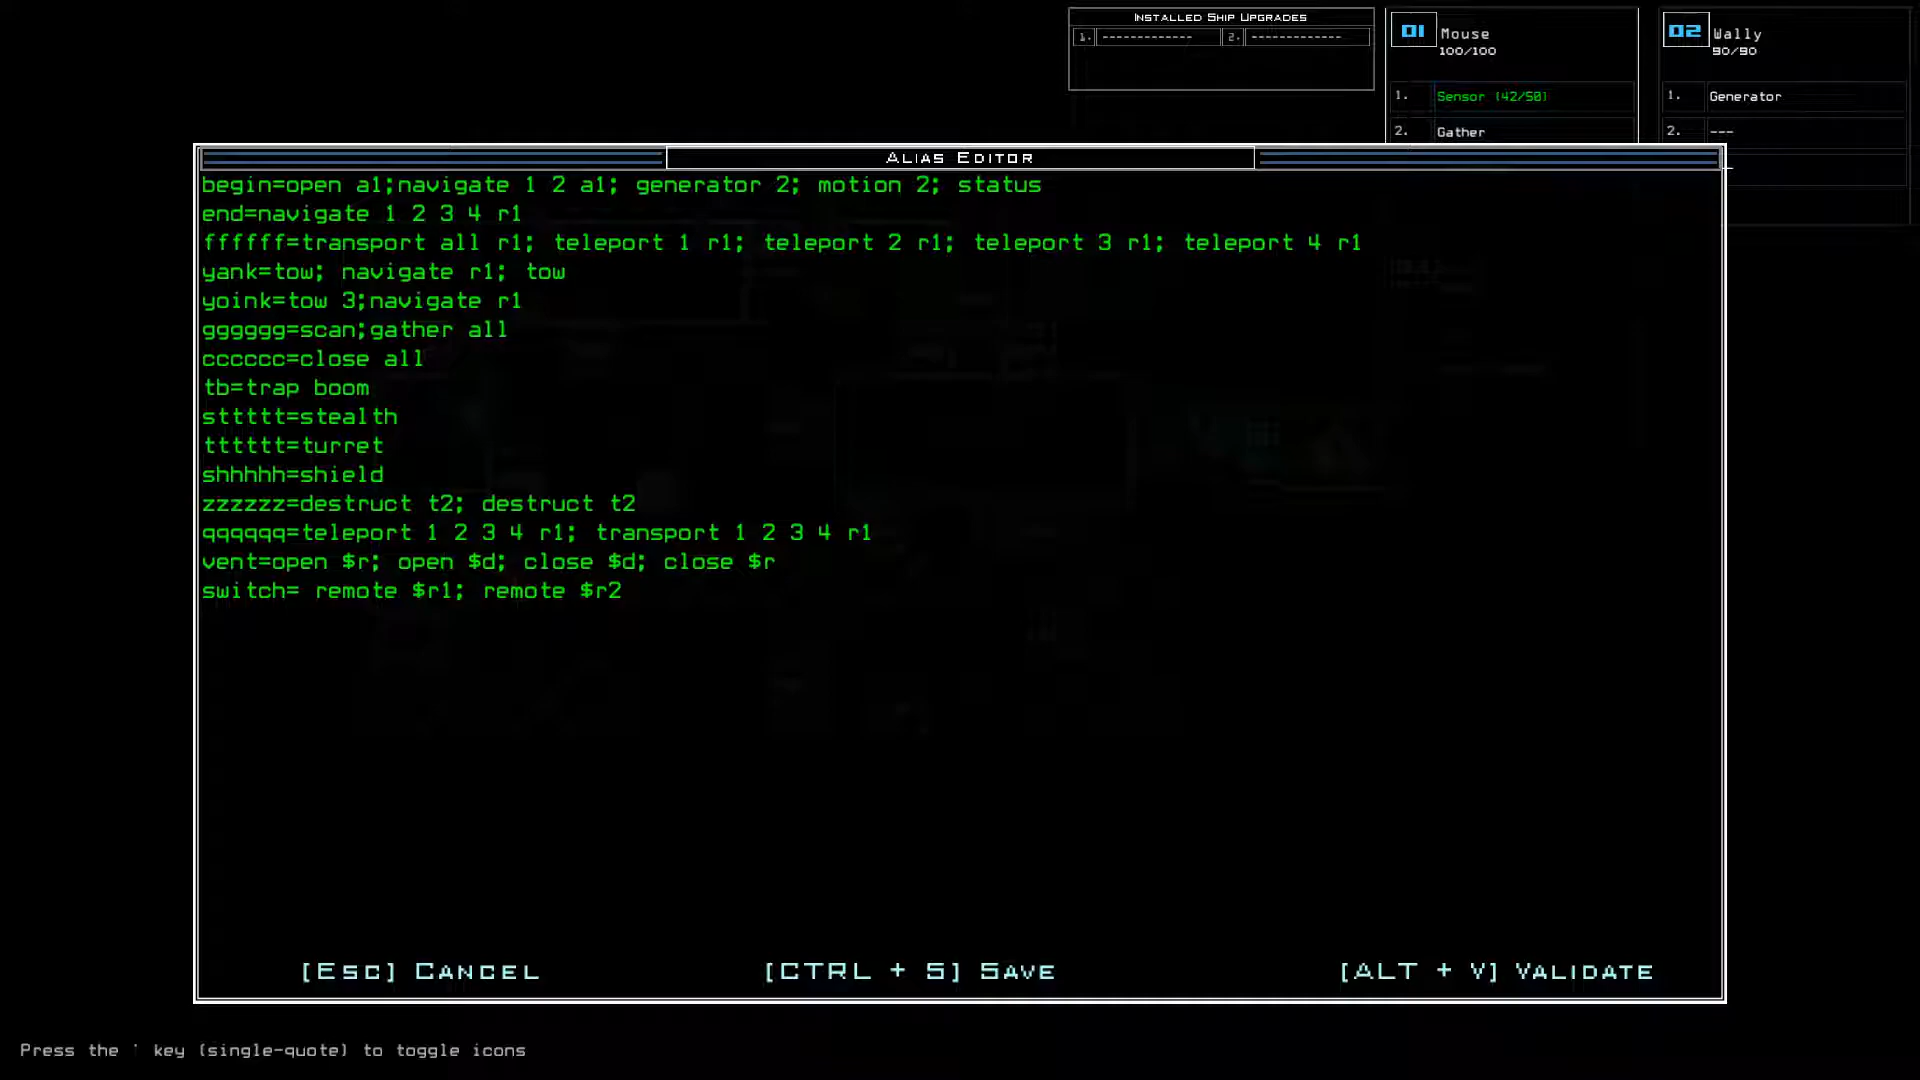 INSTALLED SHIP UPGRADES
1. ------------- 2. -------------
01 Mouse
100/100
1. Sensor (42/50)
2. Gather
02 Wally
90/90
1. Generator
2. ---
ALIAS EDITOR
begin=open a1;navigate 1 2 a1; generator 2; motion 2; status
end=navigate 1 2 3 4 r1
ffffff=transport all r1; teleport 1 r1; teleport 2 r1; teleport 3 r1; teleport 4 r1
yank=tow; navigate r1; tow
yoink=tow 3;navigate r1
gggggg=scan;gather all
cccccc=close all
tb=trap boom
sttttt=stealth
tttttt=turret
shhhhh=shield
zzzzzz=destruct t2; destruct t2
qqqqqq=teleport 1 2 3 4 r1; transport 1 2 3 4 r1
vent=open $r; open $d; close $d; close $r
switch= remote $r1; remote $r2
[ESC] CANCEL
[CTRL + S] SAVE
[ALT + V] VALIDATE
Press the ' key (single-quote) to toggle icons